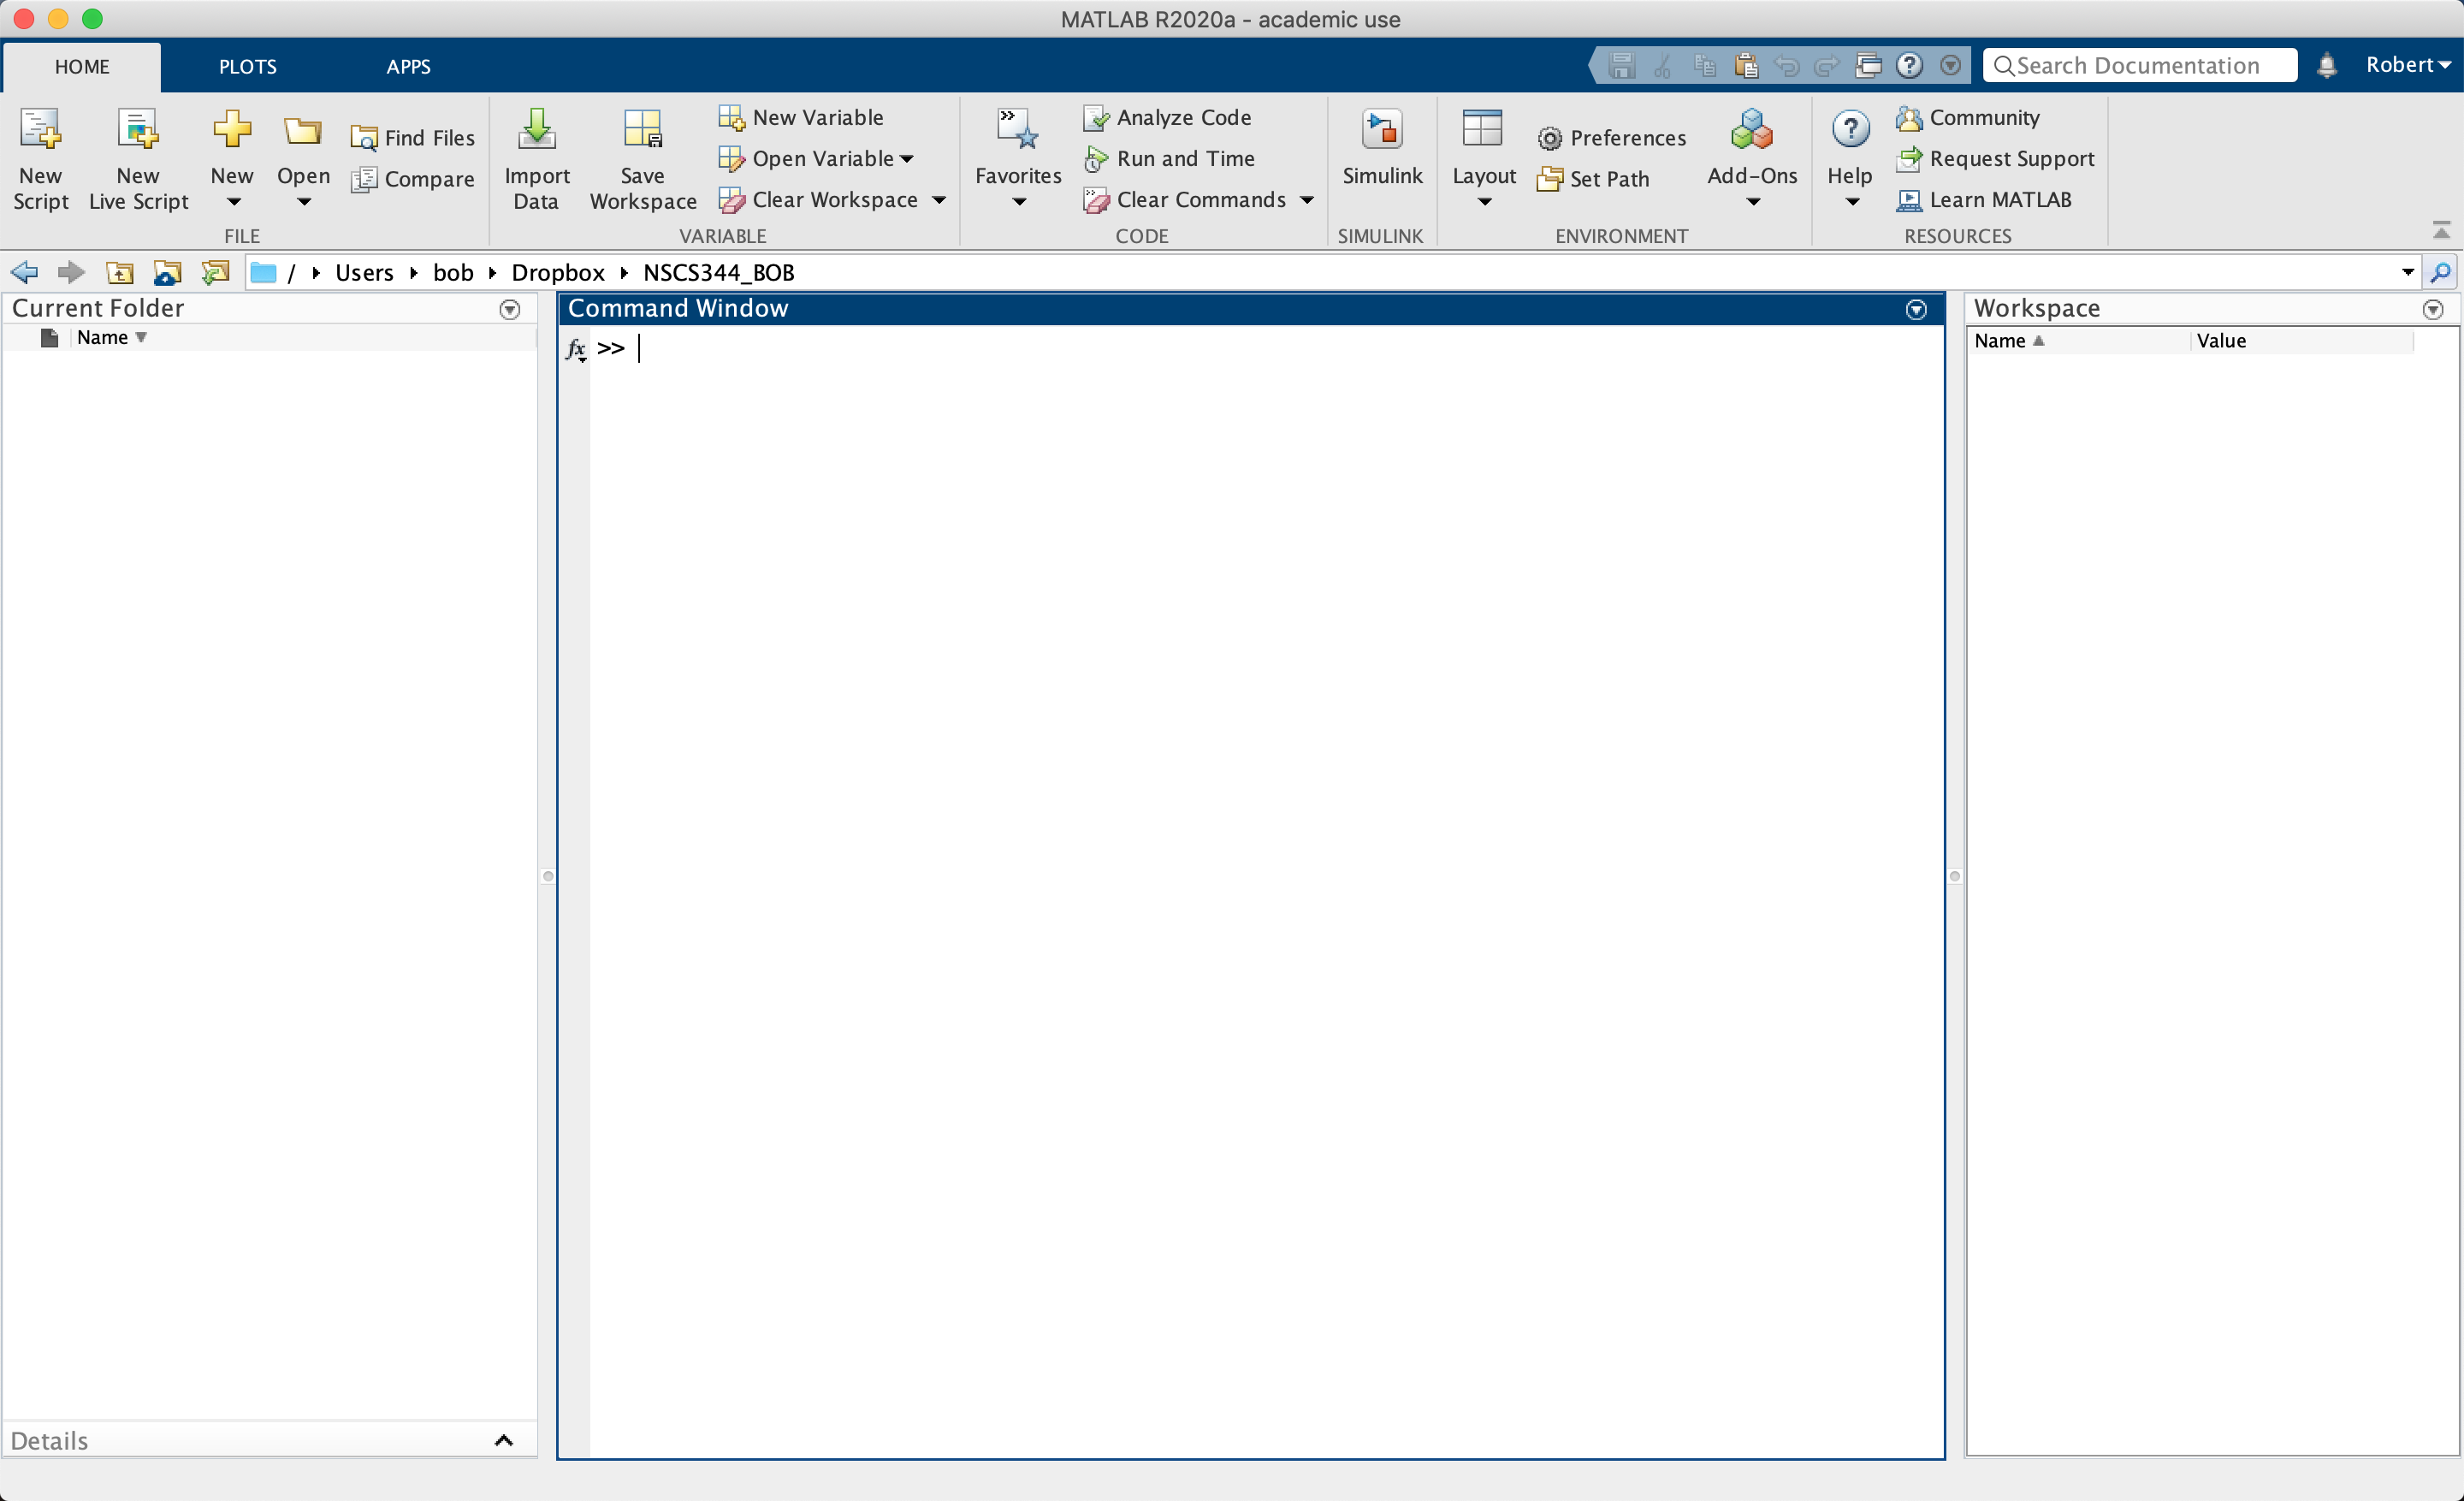 MATLAB R2020a - academic use
HOME PLOTS APPS Search Documentation Robert
New Script New Live Script New Open Find Files Compare
FILE
Import Data Save Workspace New Variable Open Variable Clear Workspace
VARIABLE
Favorites Analyze Code Run and Time Clear Commands
CODE
Simulink
SIMULINK
Layout Preferences Set Path Add-Ons
ENVIRONMENT
Help Community Request Support Learn MATLAB
RESOURCES
/ Users bob Dropbox NSCS344_BOB
Current Folder
Name
Command Window
fx >>
Workspace
Name Value
Details